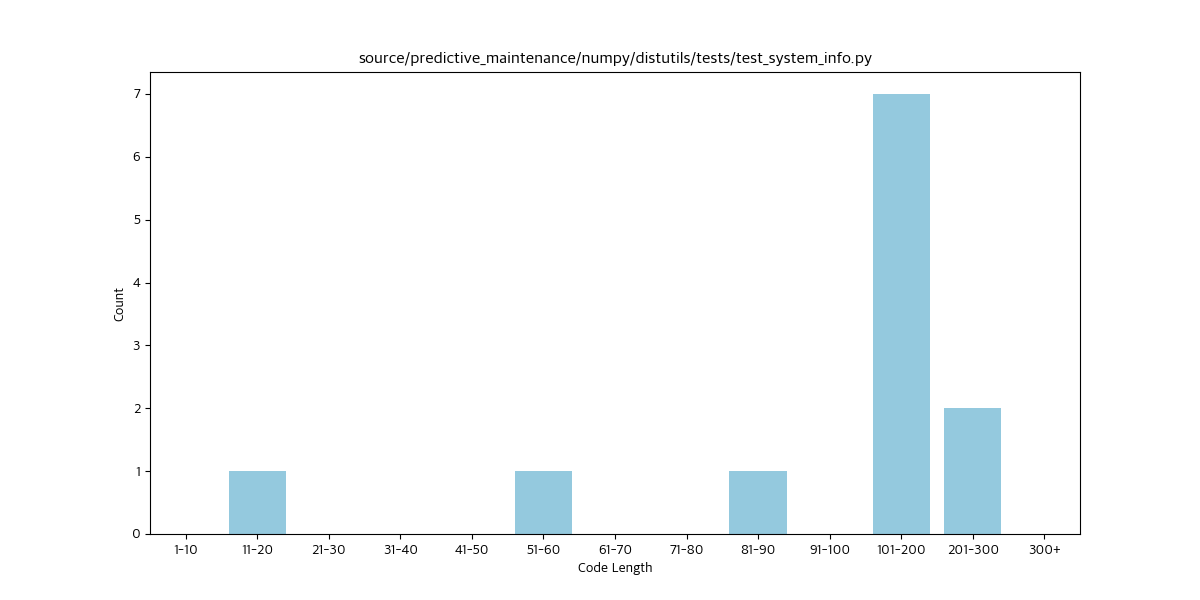 source/predictive_maintenance/numpy/distutils/tests/test_system_info.py
7
6
5
4
3
2
1
0
Count
1-10 11-20 21-30 31-40 41-50 51-60 61-70 71-80 81-90 91-100 101-200 201-300 300+
Code Length